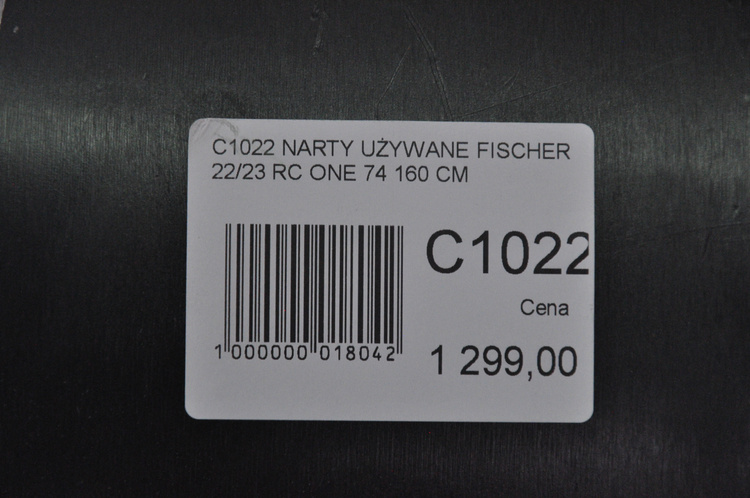 C1022 NARTY UŻYWANE FISCHER
22/23 RC ONE 74 160 CM
C1022
Cena
1 299,00
1 000000 018042